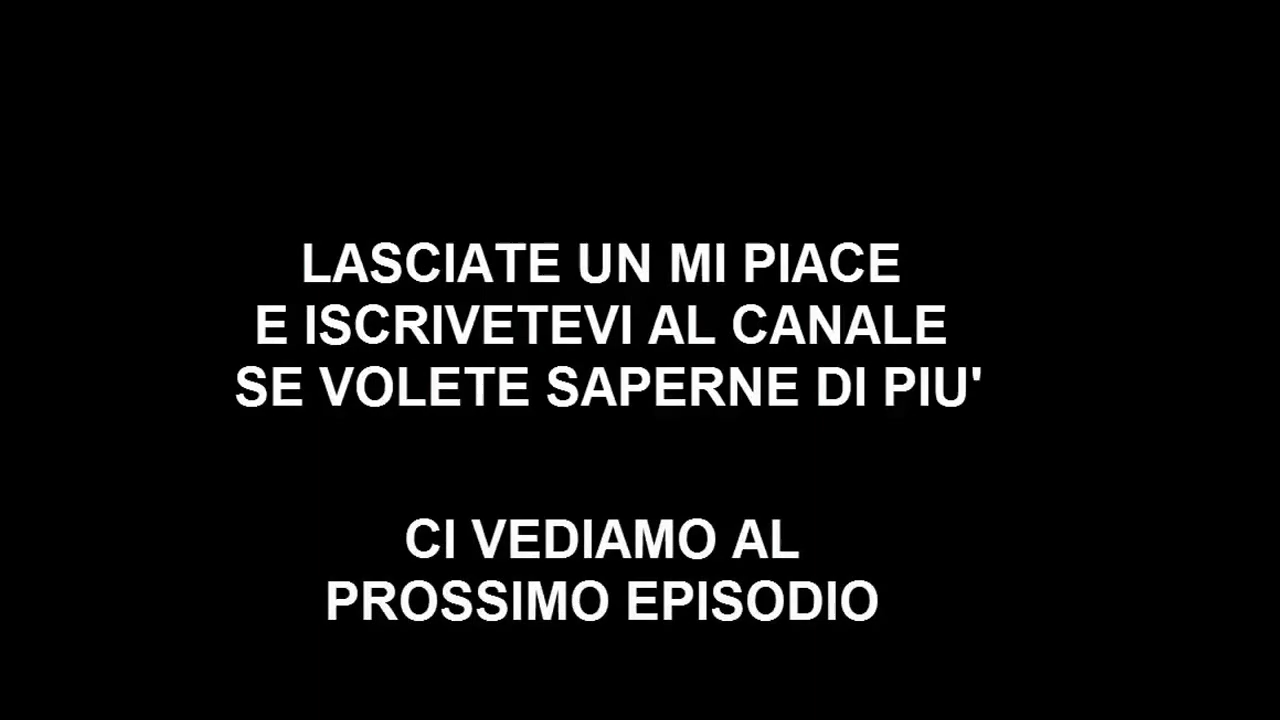 LASCIATE UN MI PIACE
E ISCRIVETEVI AL CANALE
SE VOLETE SAPERNE DI PIU'
CI VEDIAMO AL
PROSSIMO EPISODIO